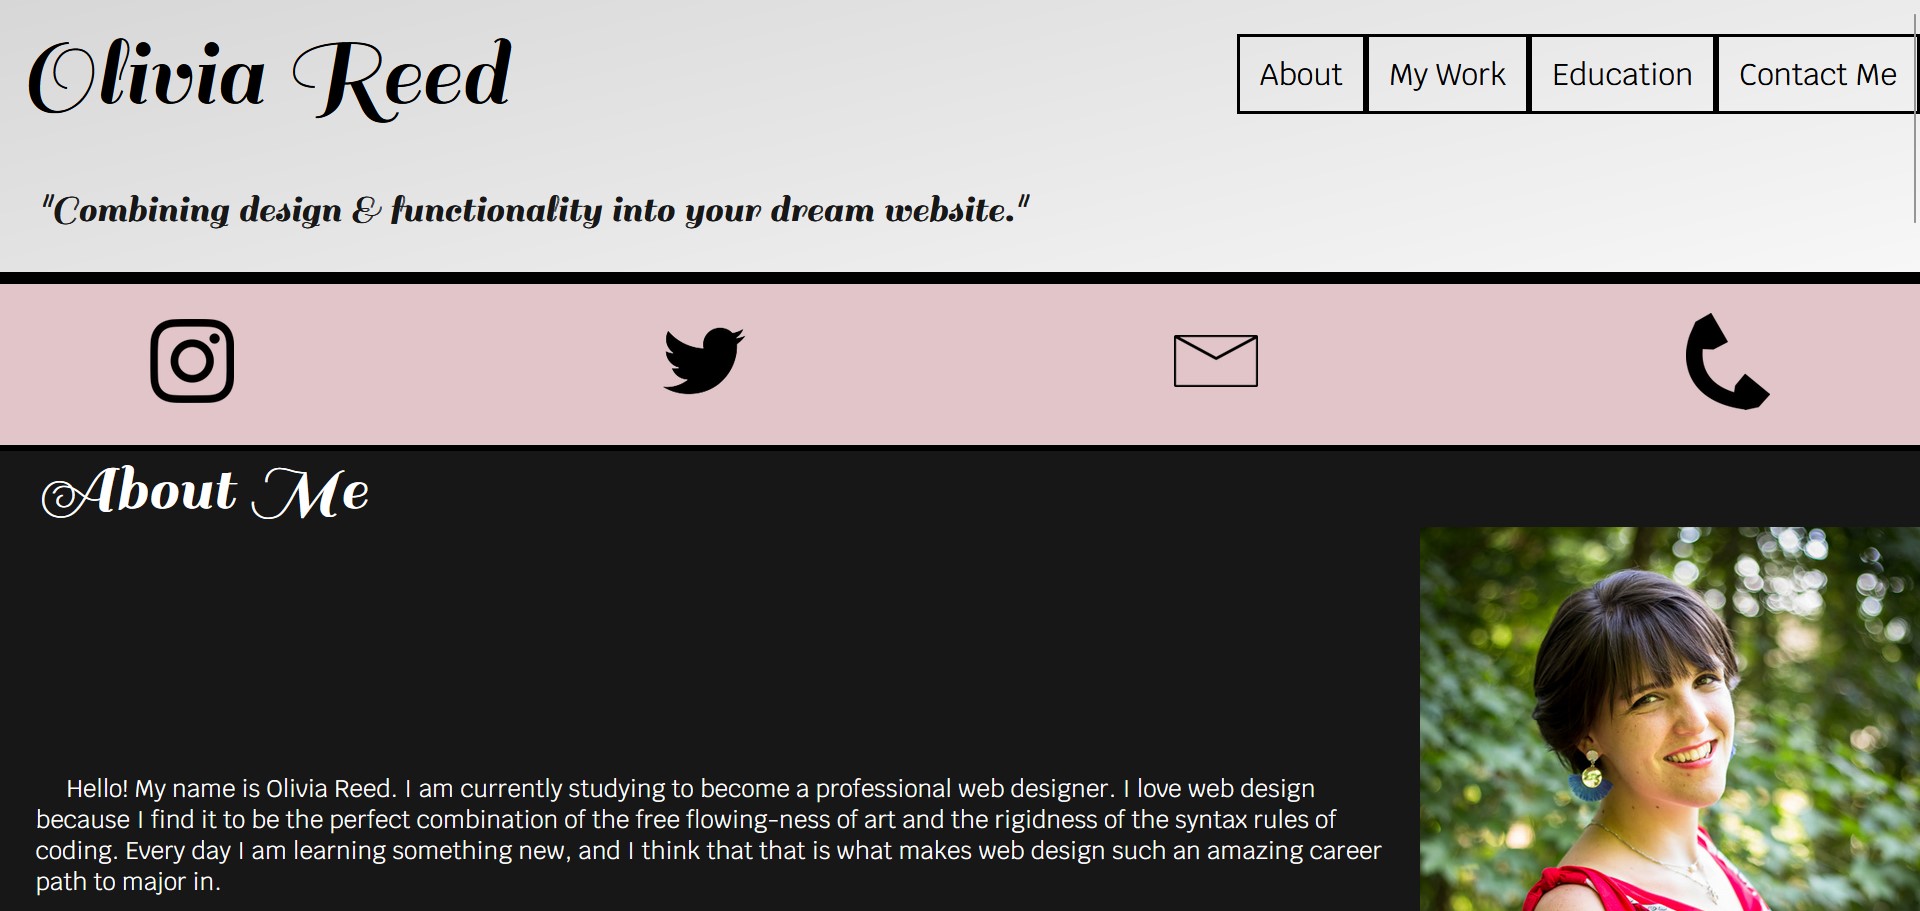 Olivia Reed
About My Work Education Contact Me
"Combining design & functionality into your dream website."
About Me
Hello! My name is Olivia Reed. I am currently studying to become a professional web designer. I love web design
because I find it to be the perfect combination of the free flowing-ness of art and the rigidness of the syntax rules of
coding. Every day I am learning something new, and I think that that is what makes web design such an amazing career
path to major in.